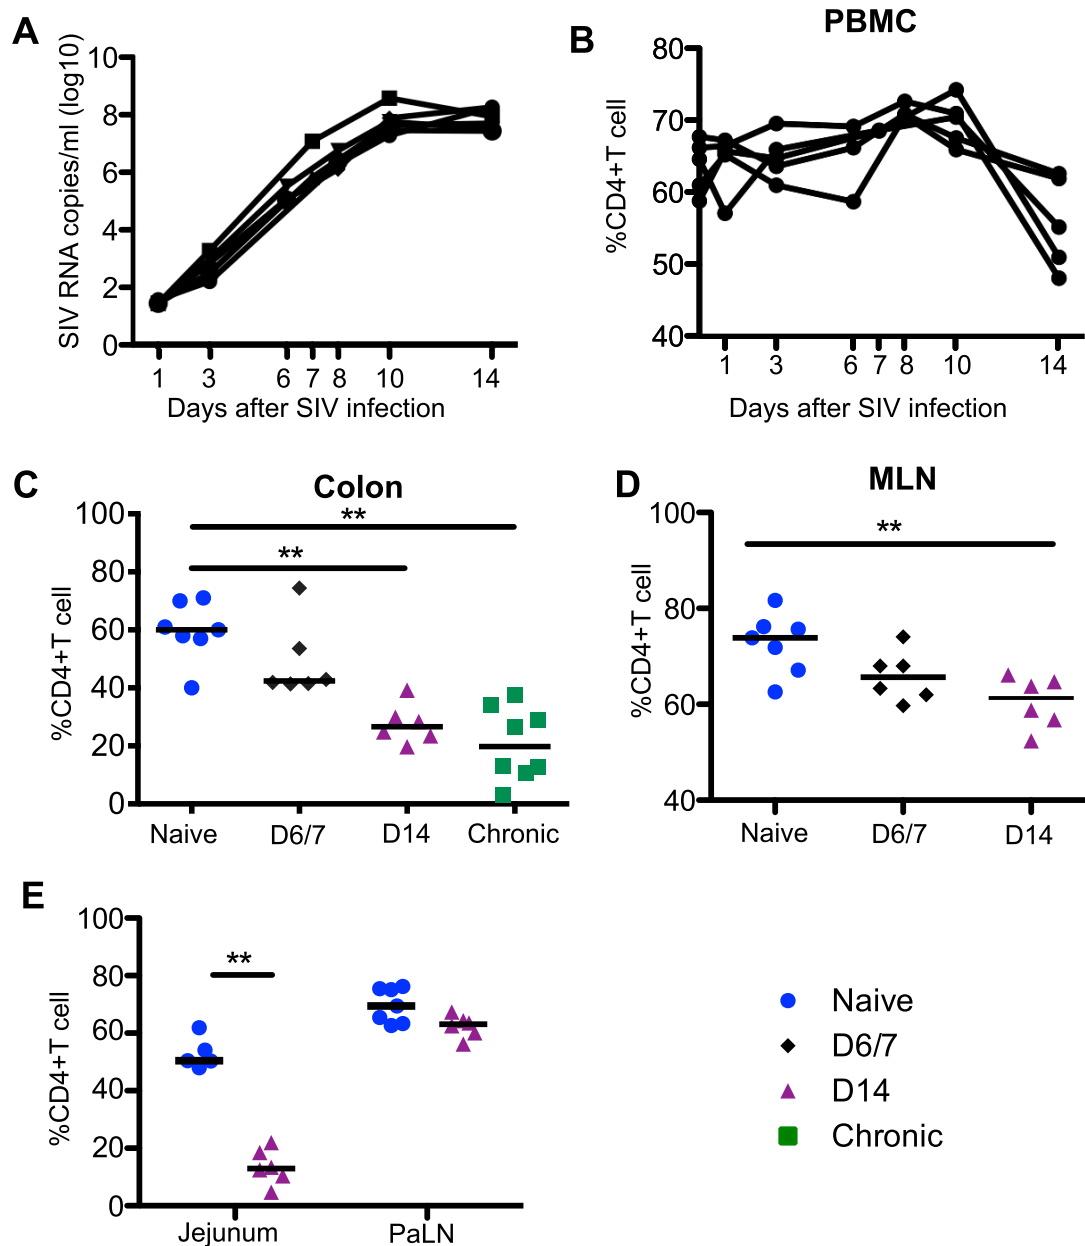 A
SIV RNA copies/ml (log10)
10
8
6
4
2
0
1 3 6 7 8 10 14
Days after SIV infection
B
PBMC
%CD4+T cell
80
70
60
50
40
1 3 6 7 8 10 14
Days after SIV infection
C
Colon
%CD4+T cell
100
80
60
40
20
0
**
**
Naive D6/7 D14 Chronic
D
MLN
%CD4+T cell
100
80
60
40
**
Naive D6/7 D14
E
%CD4+T cell
100
80
60
40
20
0
**
Jejunum PaLN
Naive
D6/7
D14
Chronic